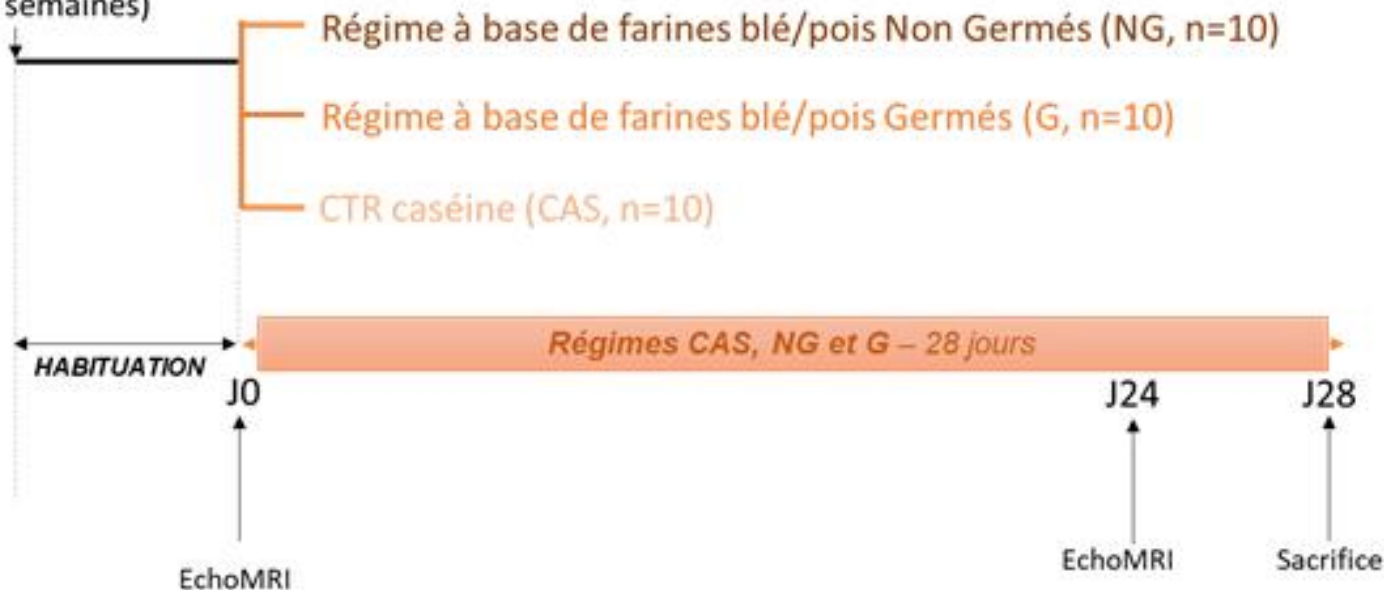 semaines)
Régime à base de farines blé/pois Non Germés (NG, n=10)
Régime à base de farines blé/pois Germés (G, n=10)
CTR caséine (CAS, n=10)
Régimes CAS, NG et G – 28 jours
HABITUATION
J0
J24
J28
EchoMRI
EchoMRI
Sacrifice